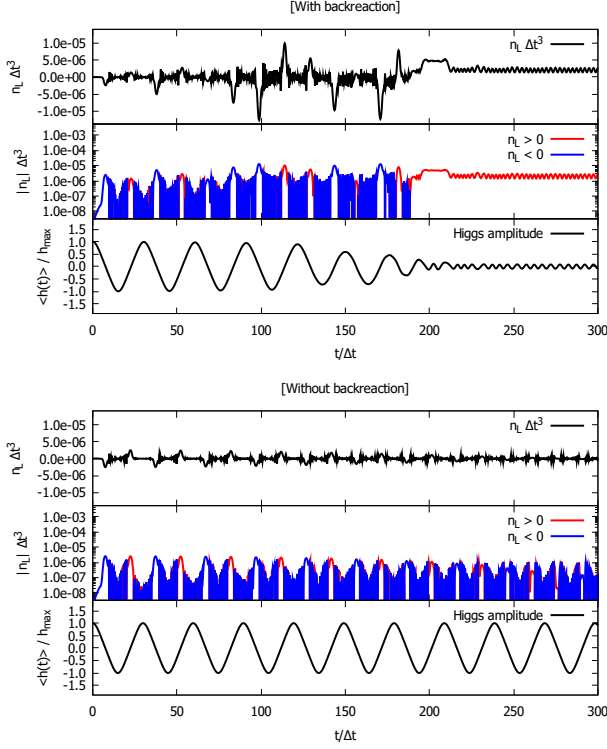 [With backreaction]
n_L Δt^3
1.0e-05
5.0e-06
0.0e+00
-5.0e-06
-1.0e-05
n_L Δt^3
|n_L| Δt^3
1.0e-03
1.0e-04
1.0e-05
1.0e-06
1.0e-07
1.0e-08
n_L > 0
n_L < 0
<h(t)> / h_max
1.5
1.0
0.5
0.0
-0.5
-1.0
-1.5
Higgs amplitude
0 50 100 150 200 250 300
t/Δt
[Without backreaction]
n_L Δt^3
1.0e-05
5.0e-06
0.0e+00
-5.0e-06
-1.0e-05
n_L Δt^3
|n_L| Δt^3
1.0e-03
1.0e-04
1.0e-05
1.0e-06
1.0e-07
1.0e-08
n_L > 0
n_L < 0
<h(t)> / h_max
1.5
1.0
0.5
0.0
-0.5
-1.0
-1.5
Higgs amplitude
0 50 100 150 200 250 300
t/Δt